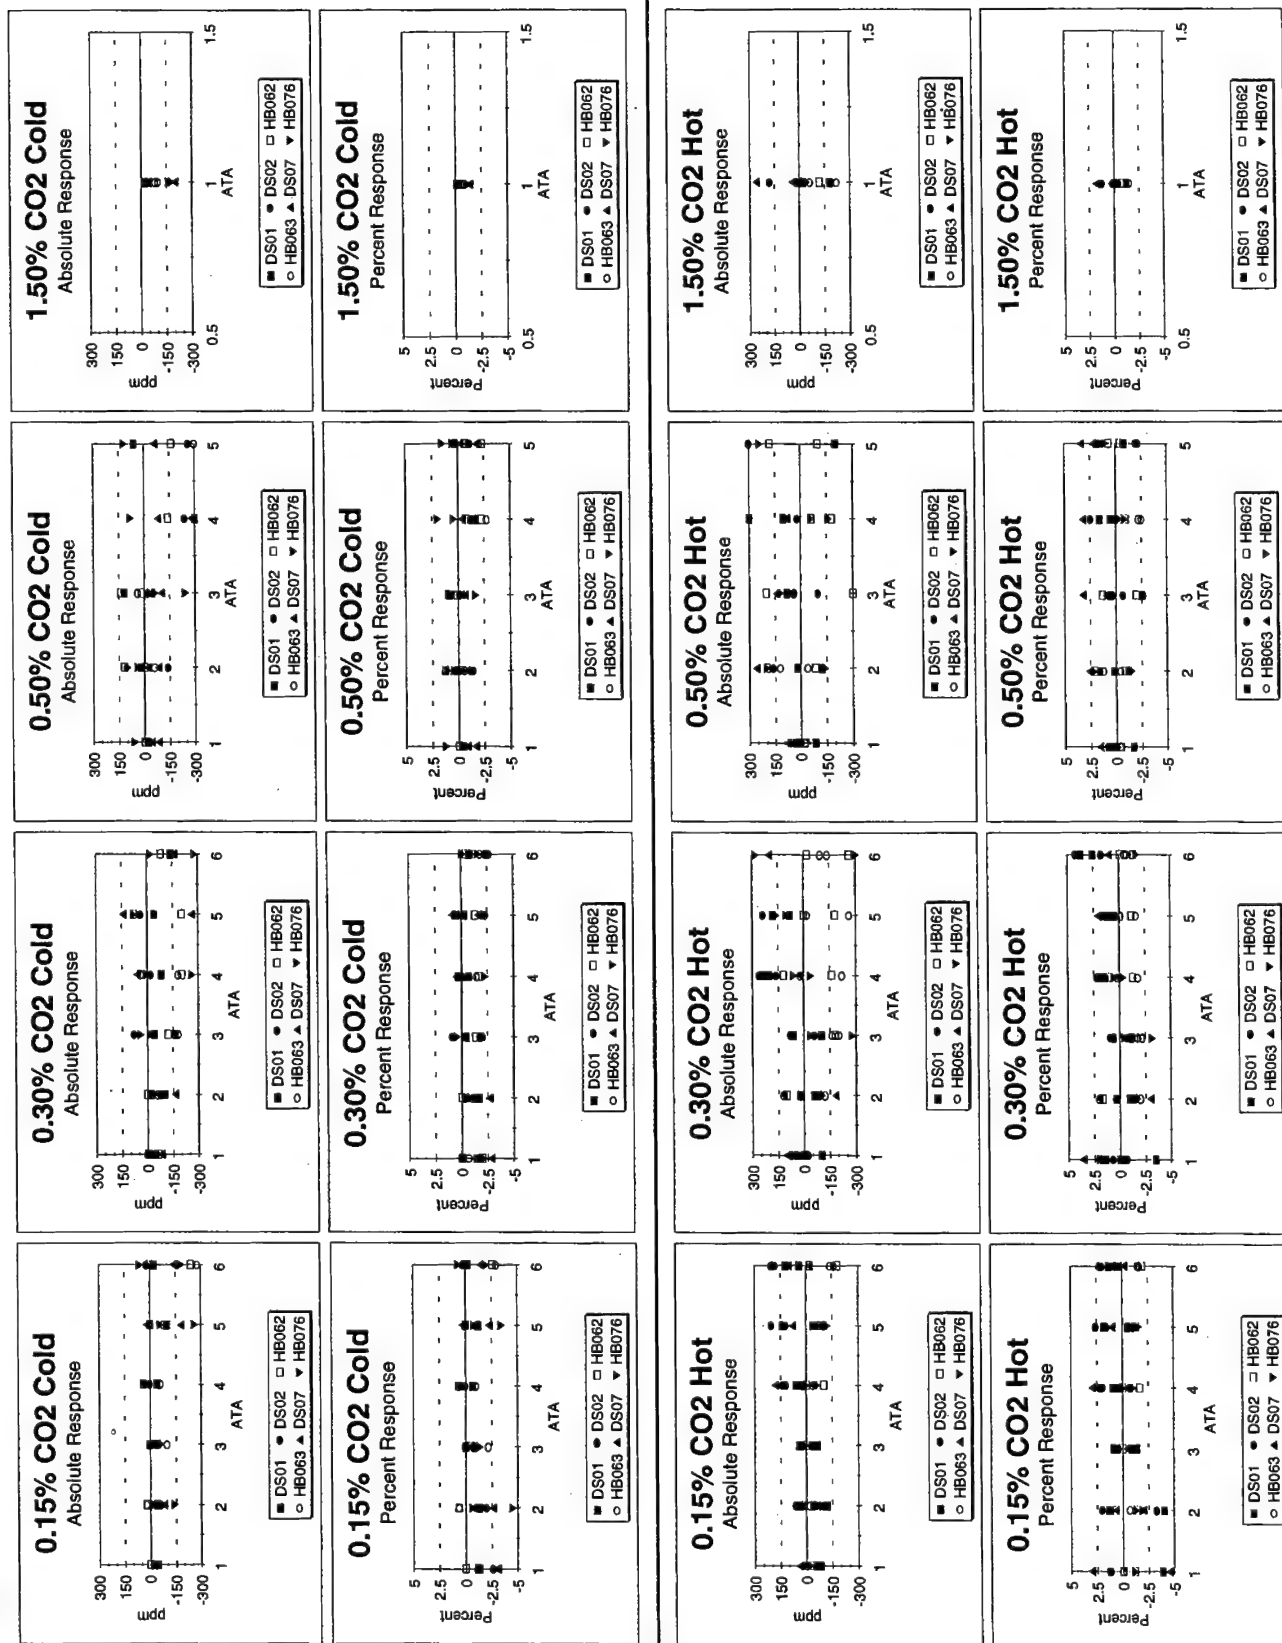 0.15% CO2 Cold
Absolute Response
300
150
0
-150
-300
ppm
1 2 3 4 5 6
ATA
■ DS01 ● DS02 □ HB062
○ HB063 ▲ DS07 ▼ HB076
0.30% CO2 Cold
Absolute Response
300
150
0
-150
-300
ppm
1 2 3 4 5 6
ATA
■ DS01 ● DS02 □ HB062
○ HB063 ▲ DS07 ▼ HB076
0.50% CO2 Cold
Absolute Response
300
150
0
-150
-300
ppm
1 2 3 4 5
ATA
■ DS01 ● DS02 □ HB062
○ HB063 ▲ DS07 ▼ HB076
1.50% CO2 Cold
Absolute Response
300
150
0
-150
-300
ppm
0.5 1 1.5
ATA
■ DS01 ● DS02 □ HB062
○ HB063 ▲ DS07 ▼ HB076
0.15% CO2 Cold
Percent Response
5
2.5
0
-2.5
-5
Percent
1 2 3 4 5 6
ATA
■ DS01 ● DS02 □ HB062
○ HB063 ▲ DS07 ▼ HB076
0.30% CO2 Cold
Percent Response
5
2.5
0
-2.5
-5
Percent
1 2 3 4 5 6
ATA
■ DS01 ● DS02 □ HB062
○ HB063 ▲ DS07 ▼ HB076
0.50% CO2 Cold
Percent Response
5
2.5
0
-2.5
-5
Percent
1 2 3 4 5
ATA
■ DS01 ● DS02 □ HB062
○ HB063 ▲ DS07 ▼ HB076
1.50% CO2 Cold
Percent Response
5
2.5
0
-2.5
-5
Percent
0.5 1 1.5
ATA
■ DS01 ● DS02 □ HB062
○ HB063 ▲ DS07 ▼ HB076
0.15% CO2 Hot
Absolute Response
300
150
0
-150
-300
ppm
1 2 3 4 5 6
ATA
■ DS01 ● DS02 □ HB062
○ HB063 ▲ DS07 ▼ HB076
0.30% CO2 Hot
Absolute Response
300
150
0
-150
-300
ppm
1 2 3 4 5 6
ATA
■ DS01 ● DS02 □ HB062
○ HB063 ▲ DS07 ▼ HB076
0.50% CO2 Hot
Absolute Response
300
150
0
-150
-300
ppm
1 2 3 4 5
ATA
■ DS01 ● DS02 □ HB062
○ HB063 ▲ DS07 ▼ HB076
1.50% CO2 Hot
Absolute Response
300
150
0
-150
-300
ppm
0.5 1 1.5
ATA
■ DS01 ● DS02 □ HB062
○ HB063 ▲ DS07 ▼ HB076
0.15% CO2 Hot
Percent Response
5
2.5
0
-2.5
-5
Percent
1 2 3 4 5 6
ATA
■ DS01 ● DS02 □ HB062
○ HB063 ▲ DS07 ▼ HB076
0.30% CO2 Hot
Percent Response
5
2.5
0
-2.5
-5
Percent
1 2 3 4 5 6
ATA
■ DS01 ● DS02 □ HB062
○ HB063 ▲ DS07 ▼ HB076
0.50% CO2 Hot
Percent Response
5
2.5
0
-2.5
-5
Percent
1 2 3 4 5
ATA
■ DS01 ● DS02 □ HB062
○ HB063 ▲ DS07 ▼ HB076
1.50% CO2 Hot
Percent Response
5
2.5
0
-2.5
-5
Percent
0.5 1 1.5
ATA
■ DS01 ● DS02 □ HB062
○ HB063 ▲ DS07 ▼ HB076